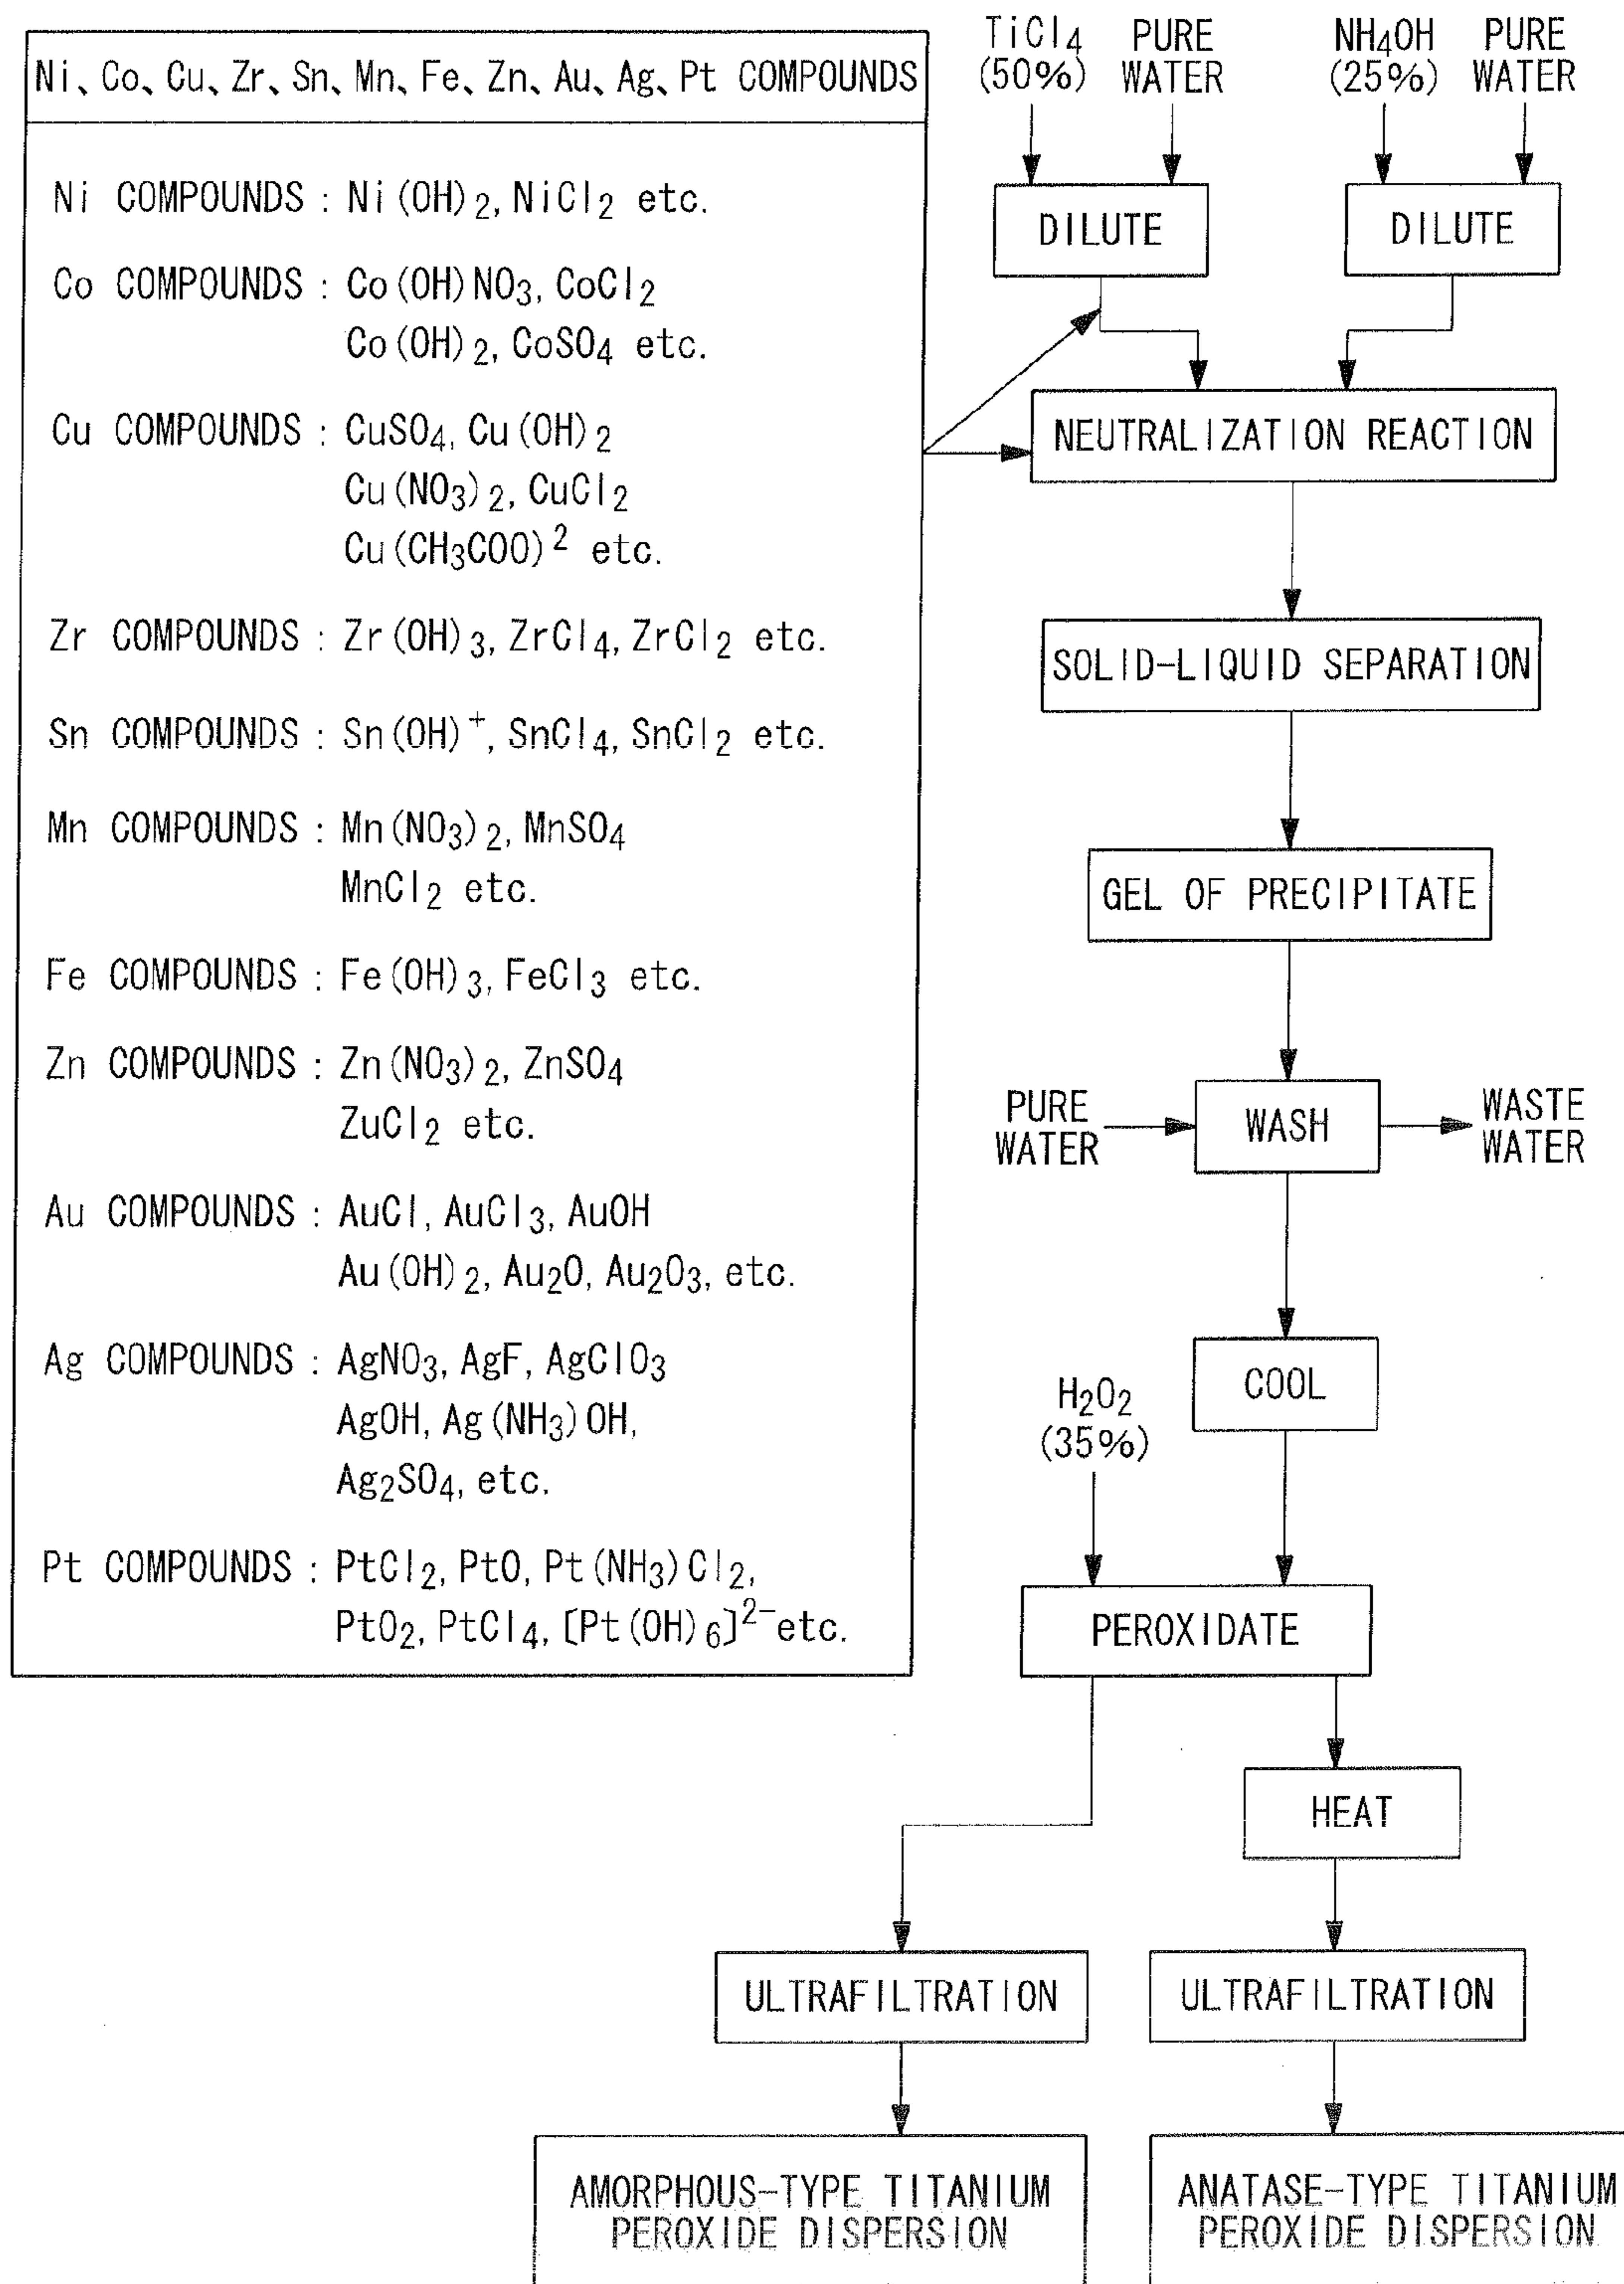 Ni、Co、Cu、Zr、Sn、Mn、Fe、Zn、Au、Ag、Pt COMPOUNDS
Ni COMPOUNDS : Ni(OH)2, NiCl2 etc.
Co COMPOUNDS : Co(OH)NO3, CoCl2
Co(OH)2, CoSO4 etc.
Cu COMPOUNDS : CuSO4, Cu(OH)2
Cu(NO3)2, CuCl2
Cu(CH3COO)2 etc.
Zr COMPOUNDS : Zr(OH)3, ZrCl4, ZrCl2 etc.
Sn COMPOUNDS : Sn(OH)+, SnCl4, SnCl2 etc.
Mn COMPOUNDS : Mn(NO3)2, MnSO4
MnCl2 etc.
Fe COMPOUNDS : Fe(OH)3, FeCl3 etc.
Zn COMPOUNDS : Zn(NO3)2, ZnSO4
ZuCl2 etc.
Au COMPOUNDS : AuCl, AuCl3, AuOH
Au(OH)2, Au2O, Au2O3, etc.
Ag COMPOUNDS : AgNO3, AgF, AgClO3
AgOH, Ag(NH3)OH,
Ag2SO4, etc.
Pt COMPOUNDS : PtCl2, PtO, Pt(NH3)Cl2,
PtO2, PtCl4, [Pt(OH)6]2- etc.
TiCl4
(50%)
PURE
WATER
NH4OH
(25%)
PURE
WATER
DILUTE
DILUTE
NEUTRALIZATION REACTION
SOLID-LIQUID SEPARATION
GEL OF PRECIPITATE
PURE
WATER
WASH
WASTE
WATER
COOL
H2O2
(35%)
PEROXIDATE
HEAT
ULTRAFILTRATION
ULTRAFILTRATION
AMORPHOUS-TYPE TITANIUM
PEROXIDE DISPERSION
ANATASE-TYPE TITANIUM
PEROXIDE DISPERSION